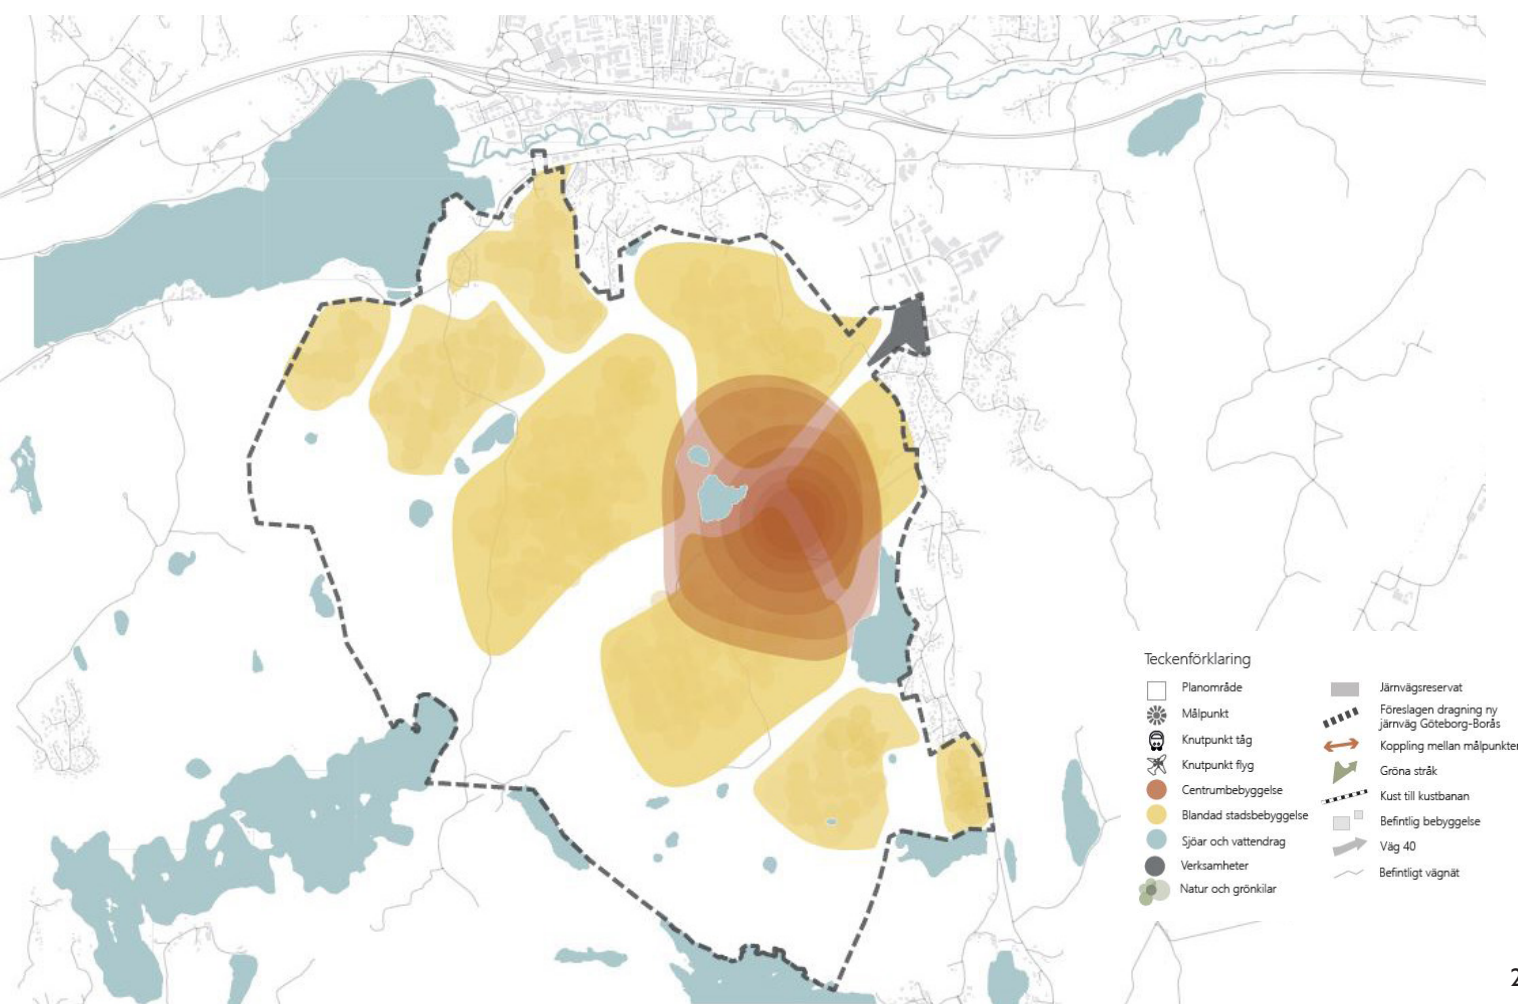 Teckenförklaring
Planområde
Målpunkt
Knutpunkt tåg
Knutpunkt flyg
Centrumbebyggelse
Blandad stadsbebyggelse
Sjöar och vattendrag
Verksamheter
Natur och grönkilar
Järnvägsreservat
Föreslagen dragning ny
järnväg Göteborg-Borås
Koppling mellan målpunkter
Gröna stråk
Kust till kustbanan
Befintlig bebyggelse
Väg 40
Befintligt vägnät
2